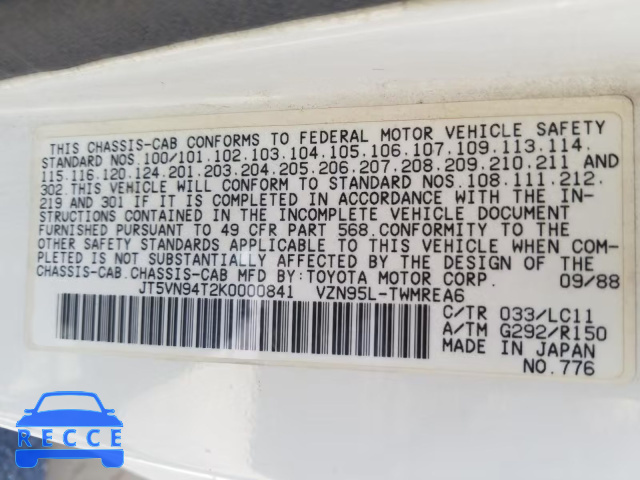 THIS CHASSIS-CAB CONFORMS TO FEDERAL MOTOR VEHICLE SAFETY
STANDARD NOS.100/101.102.103.104.105.106.107.109.113.114.
115.116.120.124.201.203.204.205.206.207.208.209.210.211 AND
302.THIS VEHICLE WILL CONFORM TO STANDARD NOS.108.111.212.
219 AND 301 IF IT IS COMPLETED IN ACCORDANCE WITH THE IN-
STRUCTIONS CONTAINED IN THE INCOMPLETE VEHICLE DOCUMENT
FURNISHED PURSUANT TO 49 CFR PART 568.CONFORMITY TO THE
OTHER SAFETY STANDARDS APPLICABLE TO THIS VEHICLE WHEN COM-
PLETED IS NOT SUBSTANTIALLY AFFECTED BY THE DESIGN OF THE
CHASSIS-CAB.CHASSIS-CAB MFD BY:TOYOTA MOTOR CORP. 09/88
JT5VN94T2K0000841 VZN95L-TWMREA6
C/TR 033/LC11
A/TM G292/R150
MADE IN JAPAN
NO.776
RECCE